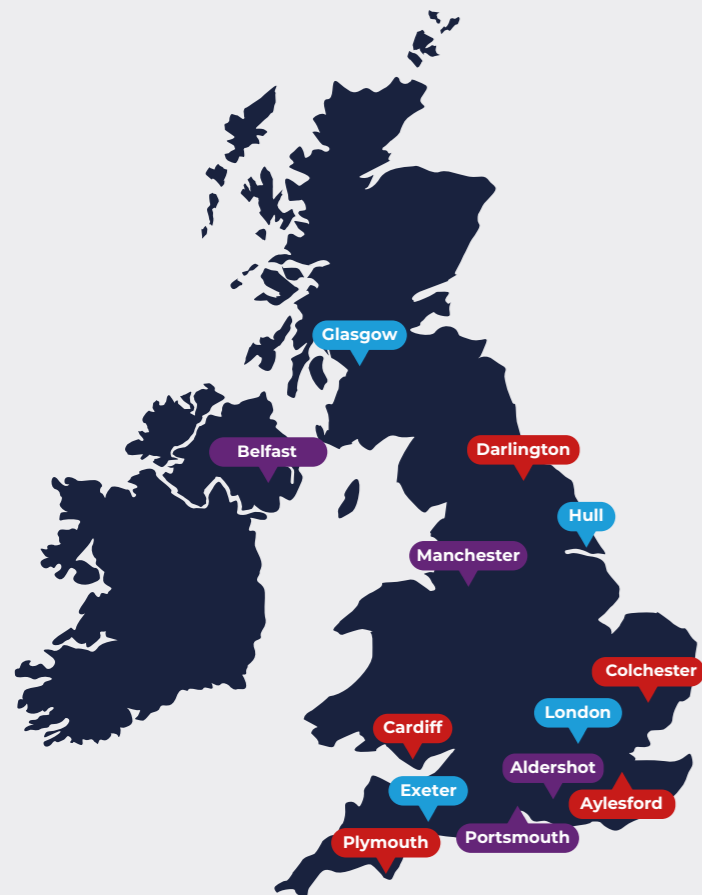 Glasgow
Belfast
Darlington
Hull
Manchester
Colchester
London
Cardiff
Aldershot
Exeter
Aylesford
Portsmouth
Plymouth